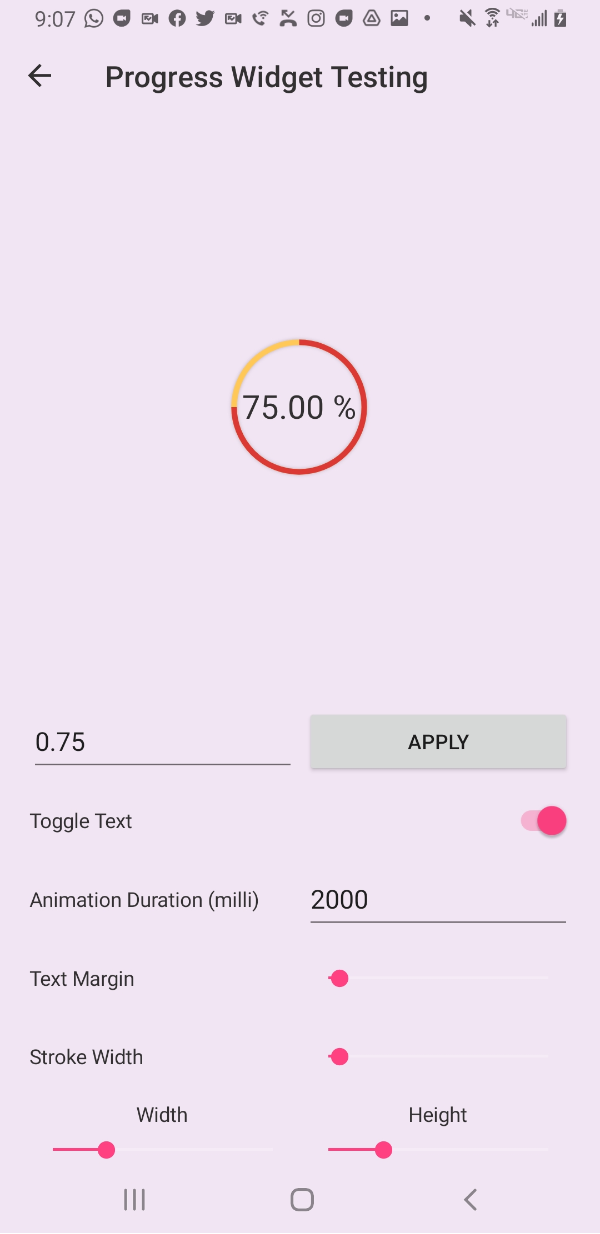 9:07
Progress Widget Testing
75.00 %
0.75
APPLY
Toggle Text
Animation Duration (milli)
2000
Text Margin
Stroke Width
Width
Height